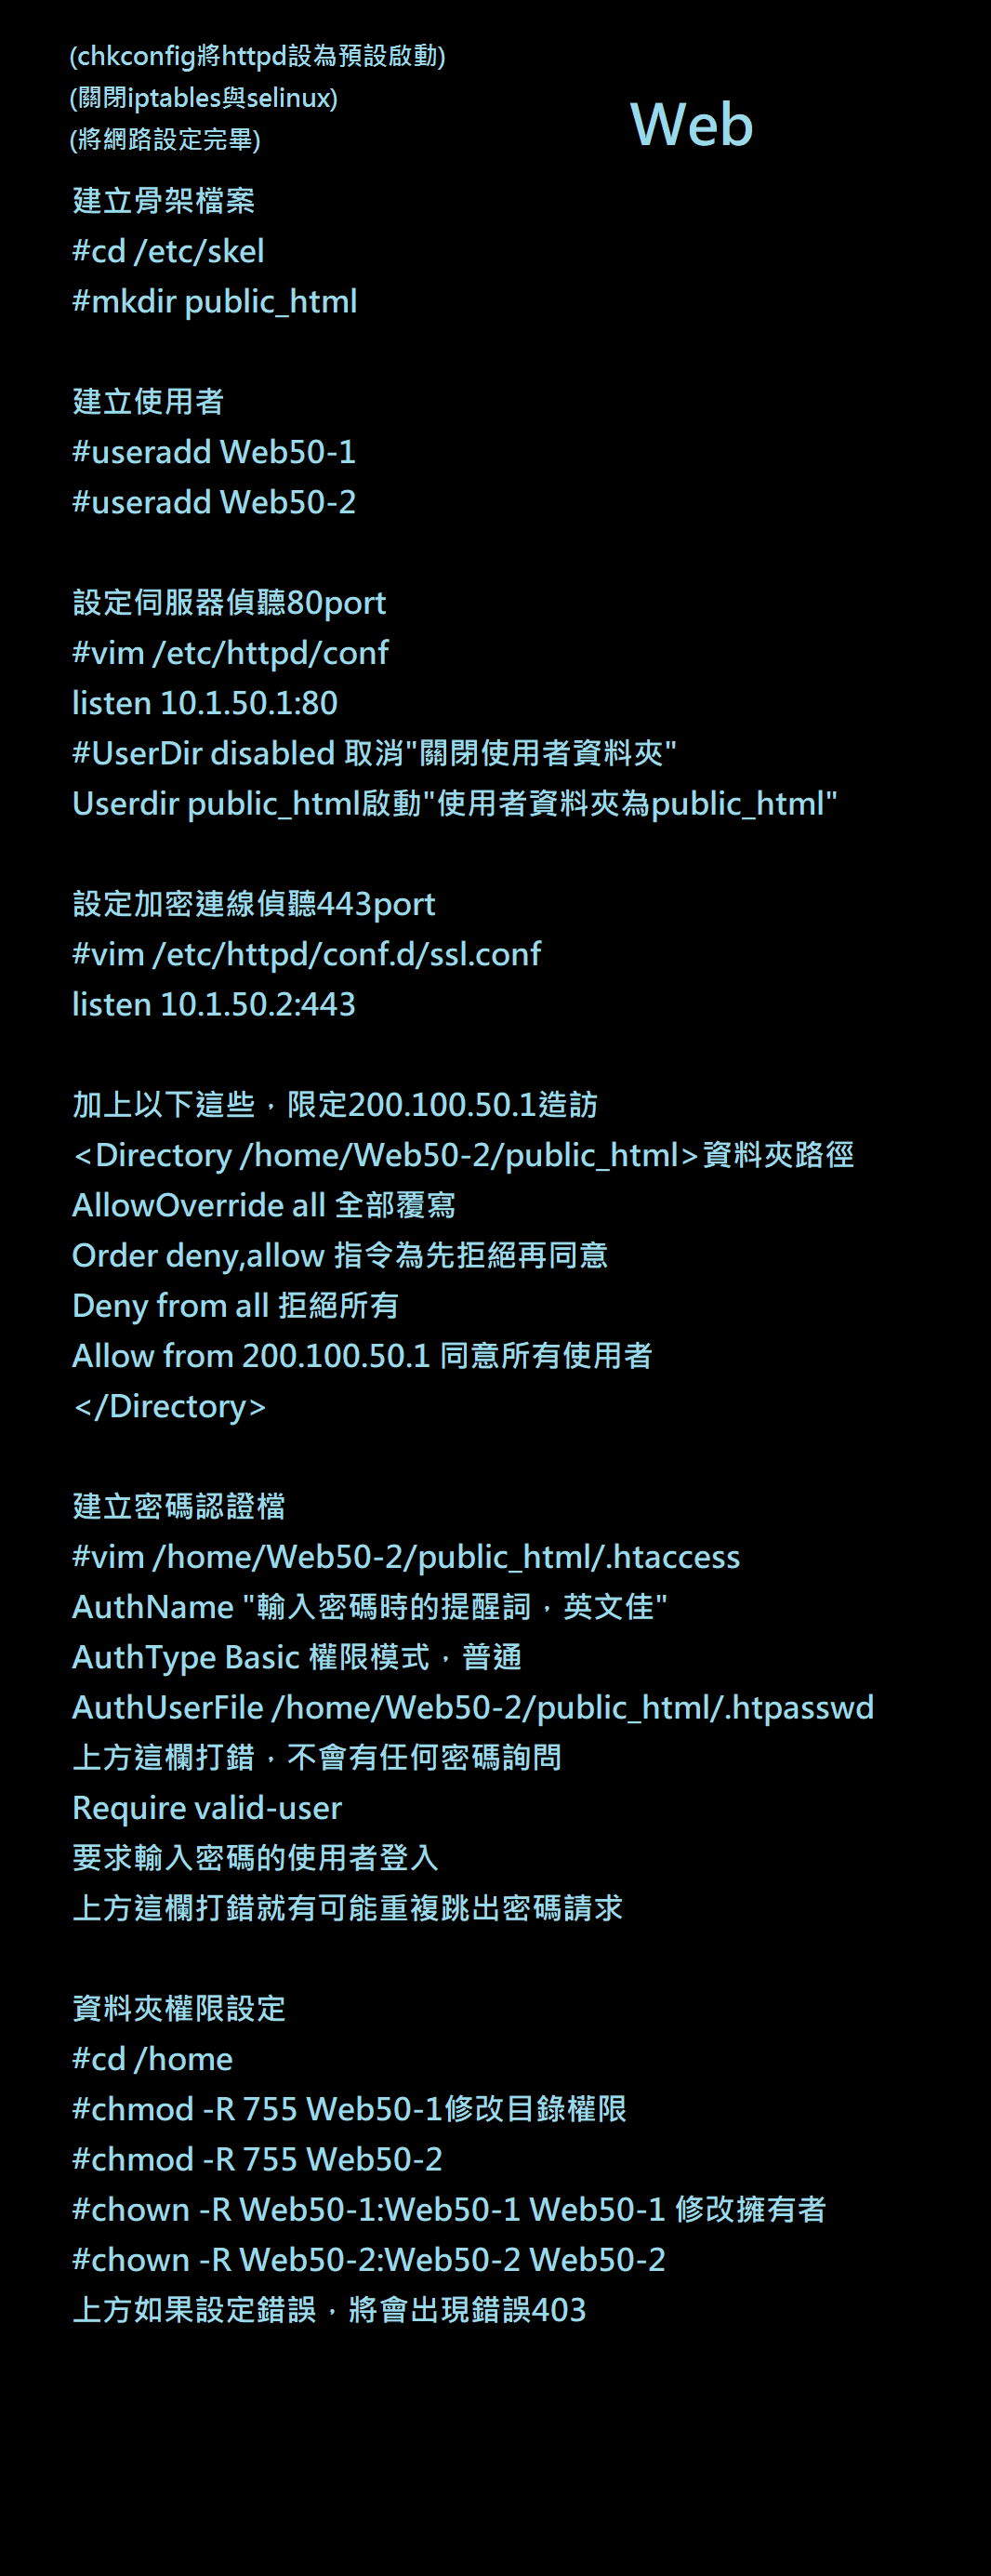 (chkconfig將httpd設為預設啟動)
(關閉iptables與selinux)
(將網路設定完畢)
Web
建立骨架檔案
#cd /etc/skel
#mkdir public_html
建立使用者
#useradd Web50-1
#useradd Web50-2
設定伺服器偵聽80port
#vim /etc/httpd/conf
listen 10.1.50.1:80
#UserDir disabled 取消"關閉使用者資料夾"
Userdir public_html啟動"使用者資料夾為public_html"
設定加密連線偵聽443port
#vim /etc/httpd/conf.d/ssl.conf
listen 10.1.50.2:443
加上以下這些，限定200.100.50.1造訪
<Directory /home/Web50-2/public_html>資料夾路徑
AllowOverride all 全部覆寫
Order deny,allow 指令為先拒絕再同意
Deny from all 拒絕所有
Allow from 200.100.50.1 同意所有使用者
</Directory>
建立密碼認證檔
#vim /home/Web50-2/public_html/.htaccess
AuthName "輸入密碼時的提醒詞，英文佳"
AuthType Basic 權限模式，普通
AuthUserFile /home/Web50-2/public_html/.htpasswd
上方這欄打錯，不會有任何密碼詢問
Require valid-user
要求輸入密碼的使用者登入
上方這欄打錯就有可能重複跳出密碼請求
資料夾權限設定
#cd /home
#chmod -R 755 Web50-1修改目錄權限
#chmod -R 755 Web50-2
#chown -R Web50-1:Web50-1 Web50-1 修改擁有者
#chown -R Web50-2:Web50-2 Web50-2
上方如果設定錯誤，將會出現錯誤403